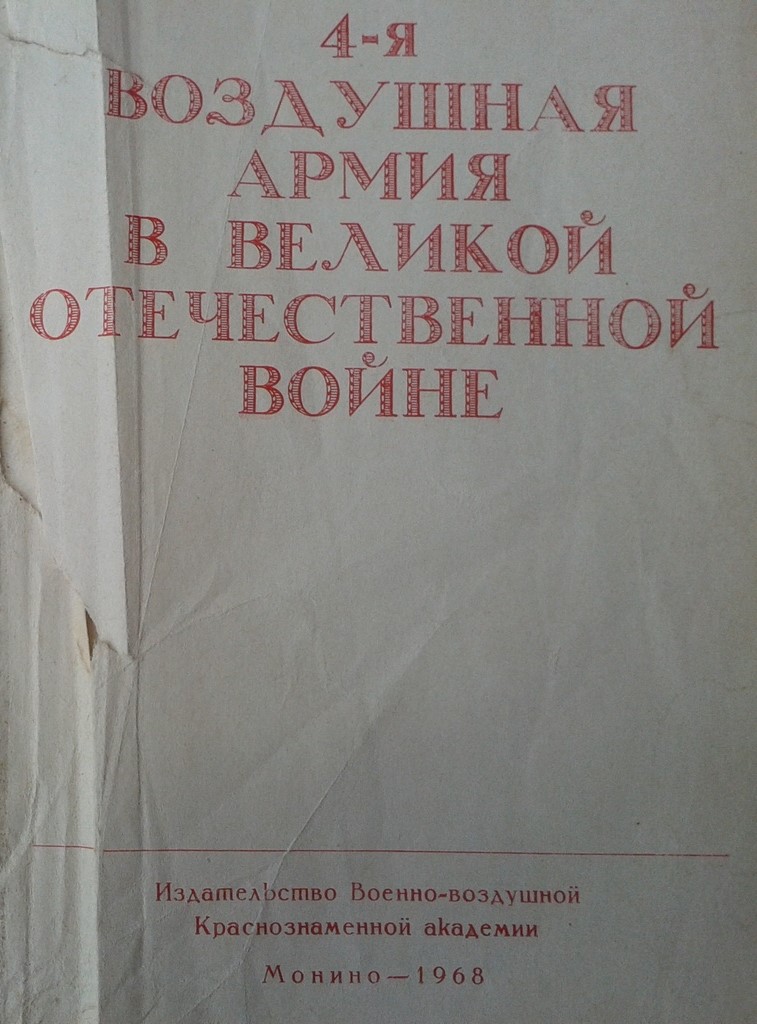 4-я
ВОЗДУШНАЯ
АРМИЯ
В ВЕЛИКОЙ
ОТЕЧЕСТВЕННОЙ
ВОЙНЕ
Издательство Военно-воздушной
Краснознаменной академии
Монино — 1968